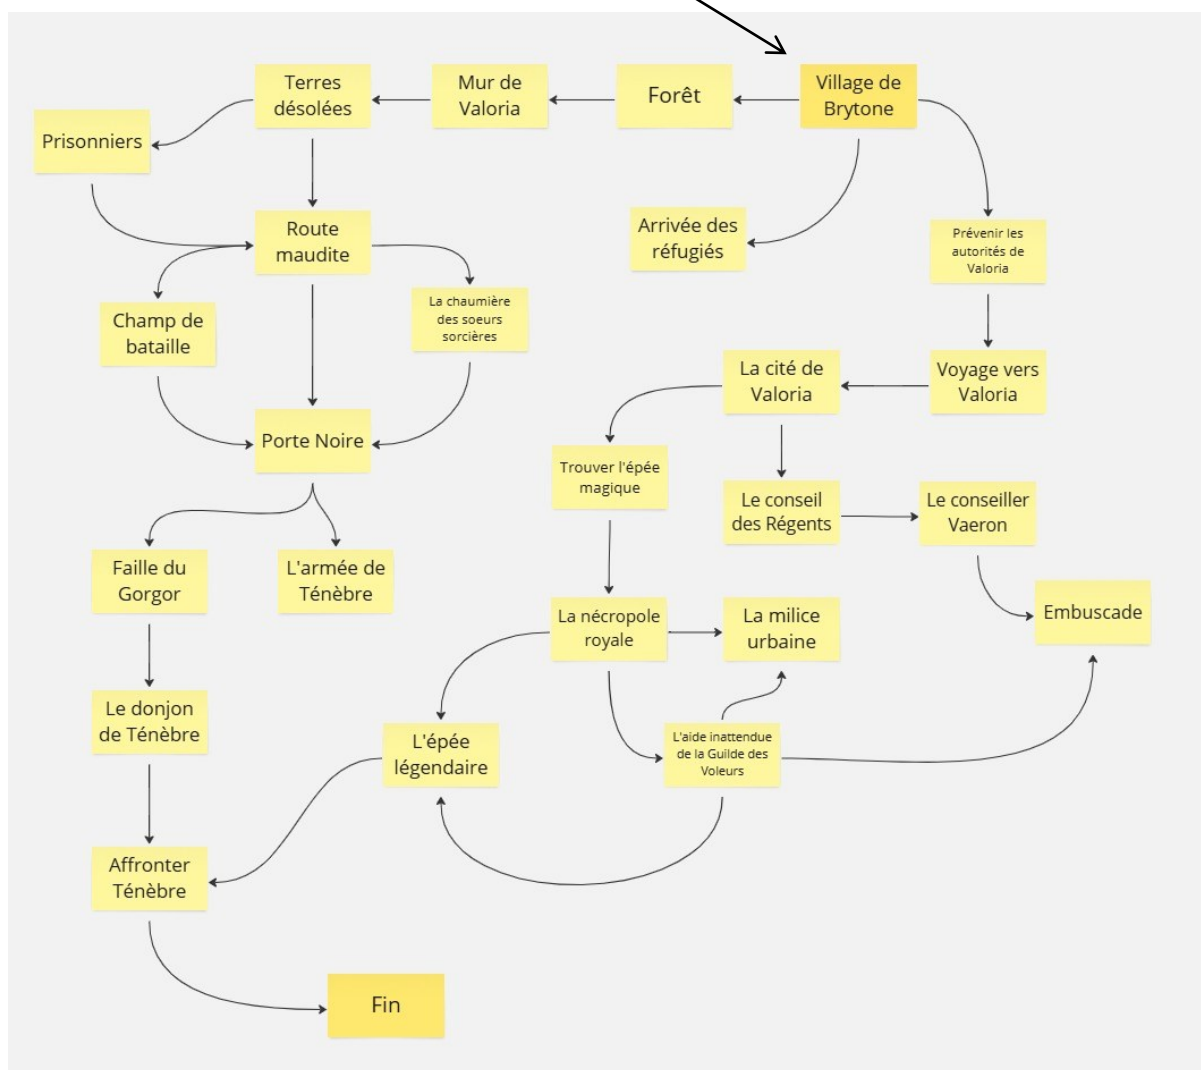 Village de
Brytone
Forêt
Mur de
Valoria
Terres
désolées
Prisonniers
Route
maudite
Arrivée des
réfugiés
Prévenir les
autorités de
Valoria
Champ de
bataille
La chaumière
des soeurs
sorcières
La cité de
Valoria
Voyage vers
Valoria
Porte Noire
Trouver l'épée
magique
Le conseil
des Régents
Le conseiller
Vaeron
Faille du
Gorgor
L'armée de
Ténèbre
La nécropole
royale
La milice
urbaine
Embuscade
Le donjon
de Ténèbre
L'épée
légendaire
L'aide inattendue
de la Guilde des
Voleurs
Affronter
Ténèbre
Fin